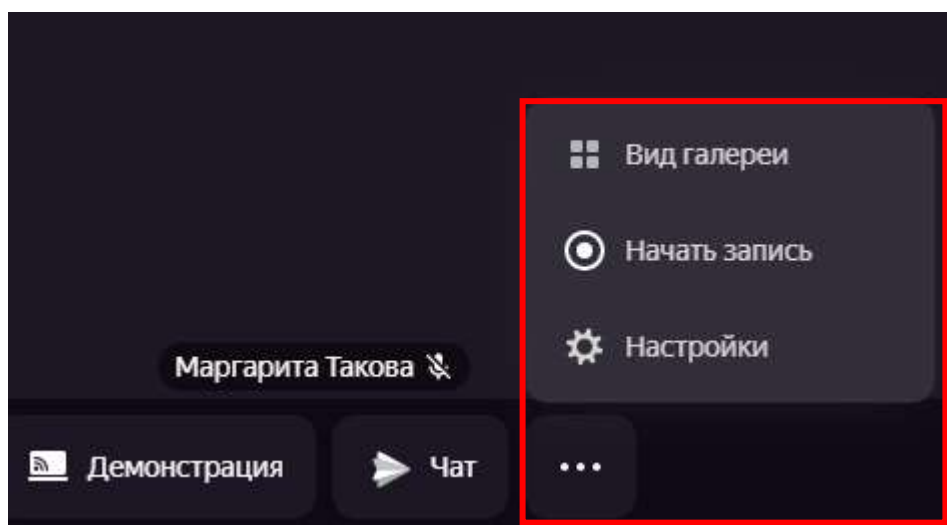 Вид галереи
Начать запись
Настройки
Маргарита Такова
Демонстрация
Чат